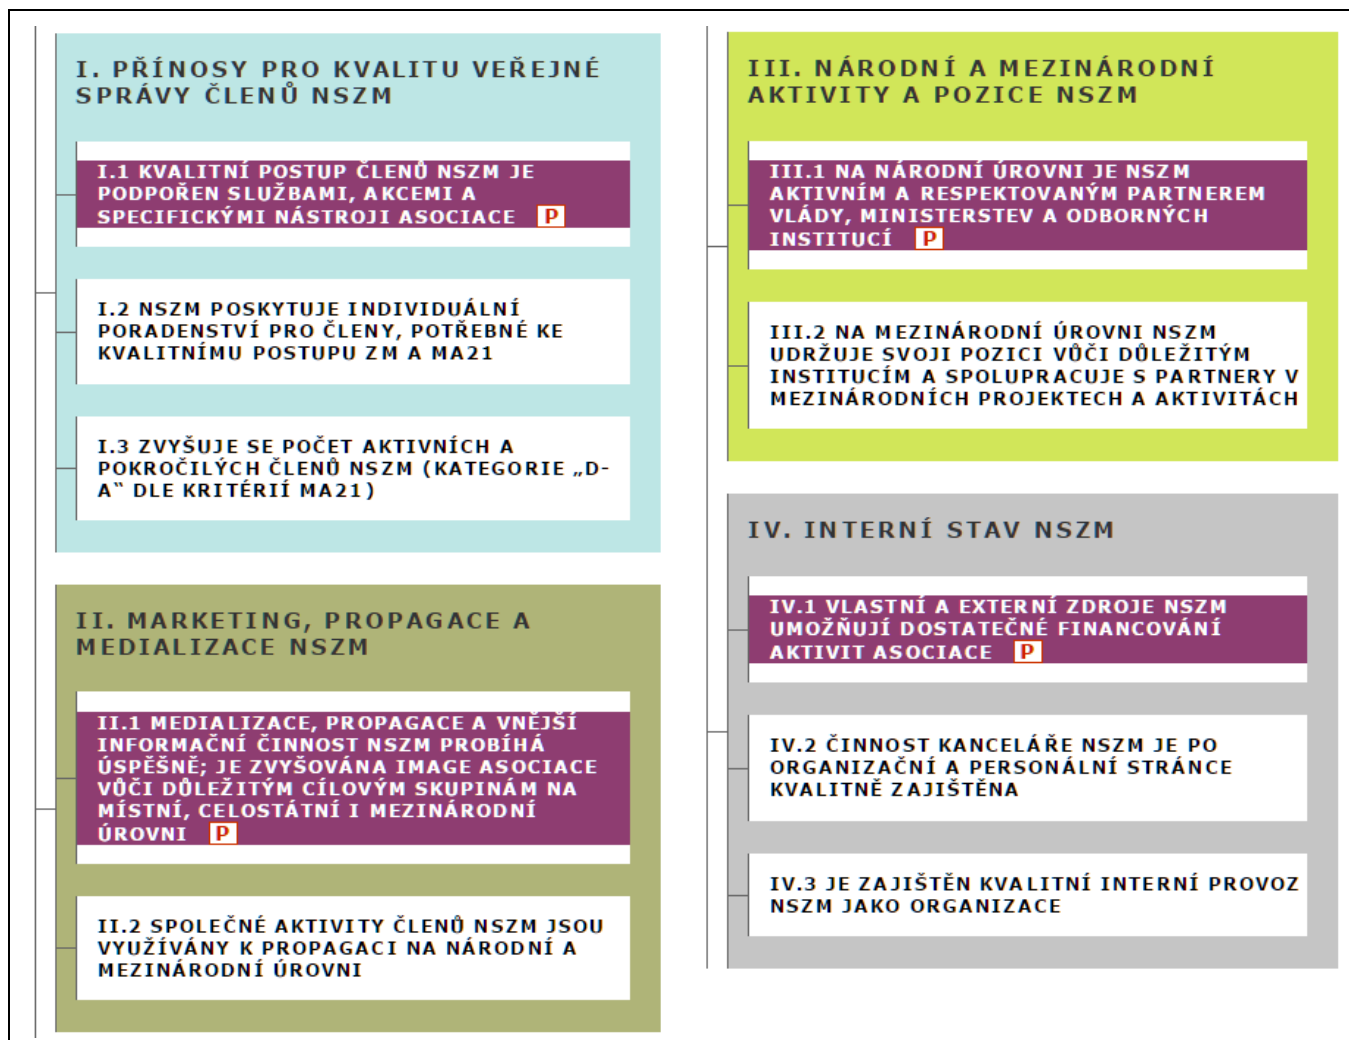 I. PŘÍNOSY PRO KVALITU VEŘEJNÉ
SPRÁVY ČLENŮ NSZM
I.1 KVALITNÍ POSTUP ČLENŮ NSZM JE
PODPOŘEN SLUŽBAMI, AKCEMI A
SPECIFICKÝMI NÁSTROJI ASOCIACE P
I.2 NSZM POSKYTUJE INDIVIDUÁLNÍ
PORADENSTVÍ PRO ČLENY, POTŘEBNÉ KE
KVALITNÍMU POSTUPU ZM A MA21
I.3 ZVYŠUJE SE POČET AKTIVNÍCH A
POKROČILÝCH ČLENŮ NSZM (KATEGORIE „D-
A“ DLE KRITÉRIÍ MA21)
II. MARKETING, PROPAGACE A
MEDIALIZACE NSZM
II.1 MEDIALIZACE, PROPAGACE A VNĚJŠÍ
INFORMAČNÍ ČINNOST NSZM PROBÍHÁ
ÚSPĚŠNĚ; JE ZVYŠOVÁNA IMAGE ASOCIACE
VŮČI DŮLEŽITÝM CÍLOVÝM SKUPINÁM NA
MÍSTNÍ, CELOSTÁTNÍ I MEZINÁRODNÍ
ÚROVNI P
II.2 SPOLEČNÉ AKTIVITY ČLENŮ NSZM JSOU
VYUŽÍVÁNY K PROPAGACI NA NÁRODNÍ A
MEZINÁRODNÍ ÚROVNI
III. NÁRODNÍ A MEZINÁRODNÍ
AKTIVITY A POZICE NSZM
III.1 NA NÁRODNÍ ÚROVNI JE NSZM
AKTIVNÍM A RESPEKTOVANÝM PARTNEREM
VLÁDY, MINISTERSTEV A ODBORNÝCH
INSTITUCÍ P
III.2 NA MEZINÁRODNÍ ÚROVNI NSZM
UDRŽUJE SVOJI POZICI VŮČI DŮLEŽITÝM
INSTITUCÍM A SPOLUPRACUJE S PARTNERY V
MEZINÁRODNÍCH PROJEKTECH A AKTIVITÁCH
IV. INTERNÍ STAV NSZM
IV.1 VLASTNÍ A EXTERNÍ ZDROJE NSZM
UMOŽŇUJÍ DOSTATEČNÉ FINANCOVÁNÍ
AKTIVIT ASOCIACE P
IV.2 ČINNOST KANCELÁŘE NSZM JE PO
ORGANIZAČNÍ A PERSONÁLNÍ STRÁNCE
KVALITNĚ ZAJIŠTĚNA
IV.3 JE ZAJIŠTĚN KVALITNÍ INTERNÍ PROVOZ
NSZM JAKO ORGANIZACE